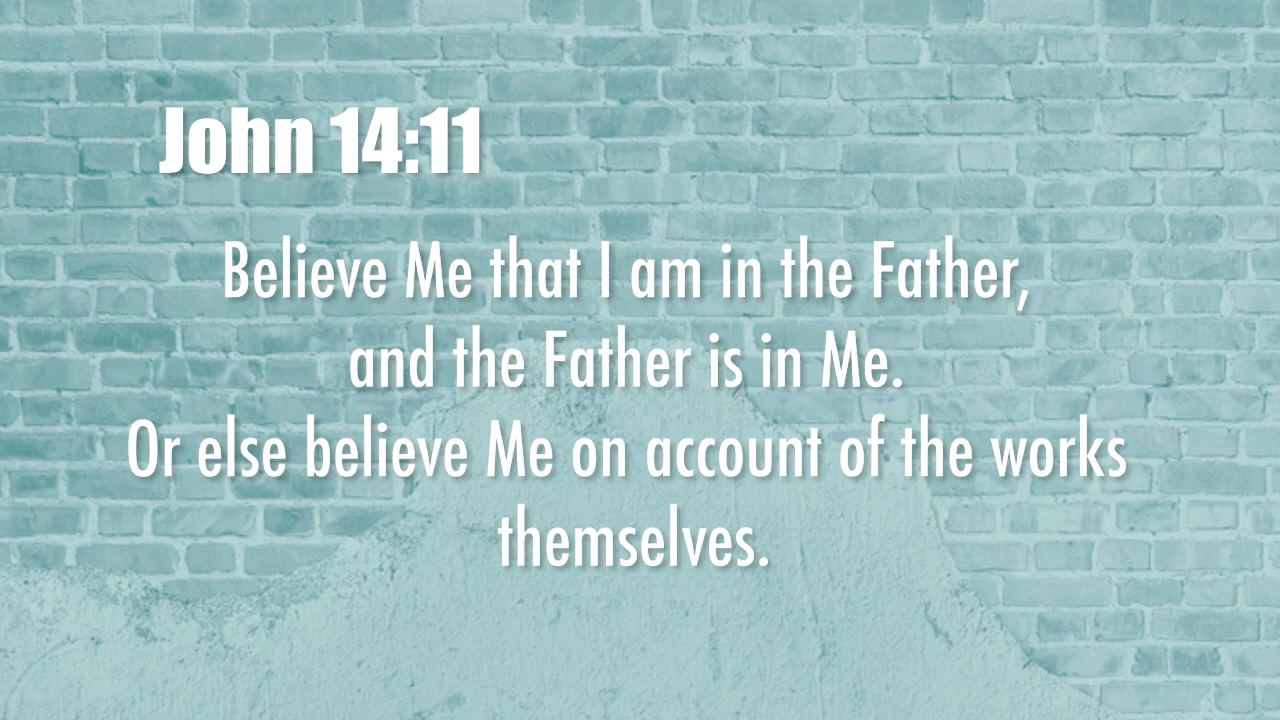 John 14:11
Believe Me that I am in the Father,
and the Father is in Me.
Or else believe Me on account of the works
themselves.